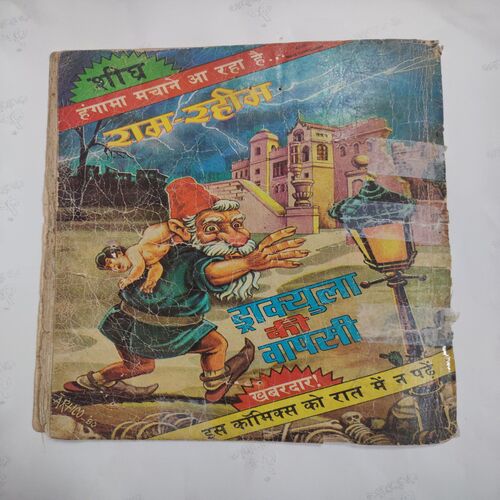 शीघ्र
हंगामा मचाने आ रहा है...
राम-रहीम
ड्राक्युला
की
वापसी
खबरदार!
इस कॉमिक्स को रात में न पढ़ें